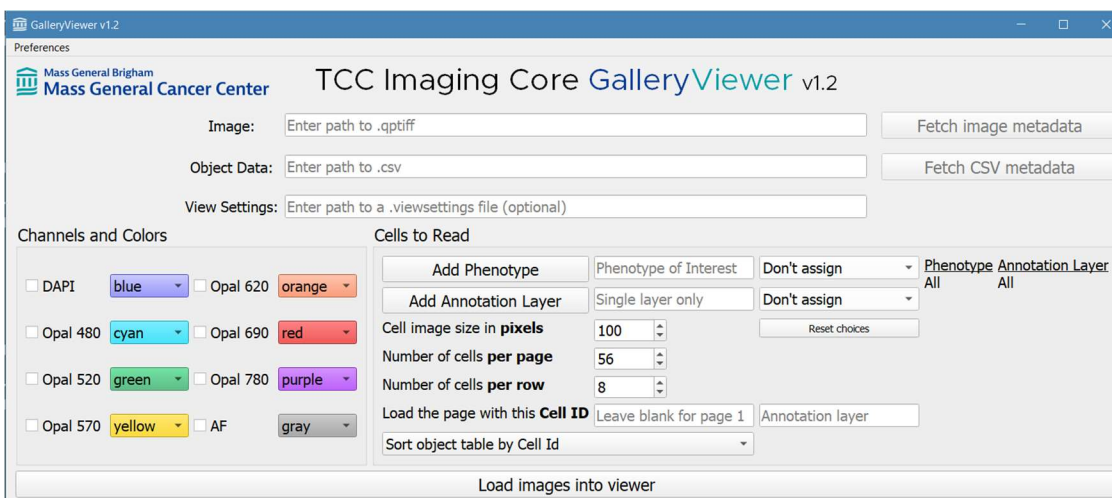 GalleryViewer v1.2
Preferences
Mass General Brigham
Mass General Cancer Center
TCC Imaging Core GalleryViewer v1.2
Image: Enter path to .qptiff Fetch image metadata
Object Data: Enter path to .csv Fetch CSV metadata
View Settings: Enter path to a .viewsettings file (optional)
Channels and Colors Cells to Read
DAPI blue Opal 620 orange
Opal 480 cyan Opal 690 red
Opal 520 green Opal 780 purple
Opal 570 yellow AF gray
Add Phenotype Phenotype of Interest Don't assign Phenotype Annotation Layer
All All
Add Annotation Layer Single layer only Don't assign
Cell image size in pixels 100 Reset choices
Number of cells per page 56
Number of cells per row 8
Load the page with this Cell ID Leave blank for page 1 Annotation layer
Sort object table by Cell Id
Load images into viewer